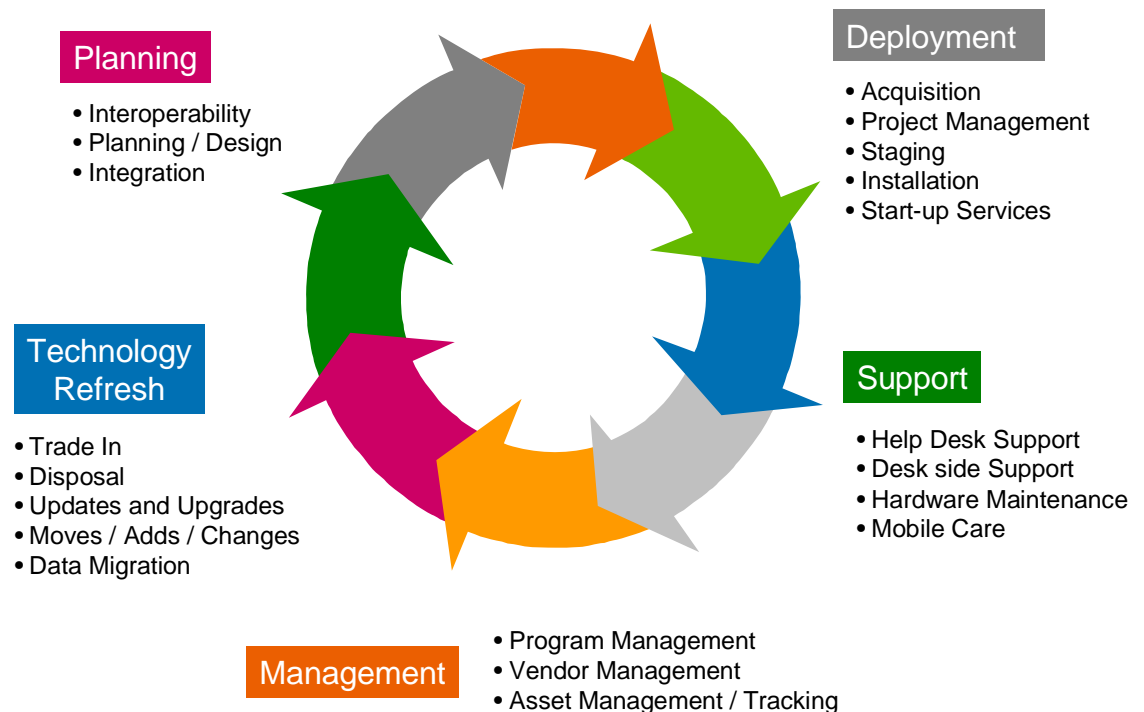 Planning
• Interoperability
• Planning / Design
• Integration
Deployment
• Acquisition
• Project Management
• Staging
• Installation
• Start-up Services
Technology
Refresh
• Trade In
• Disposal
• Updates and Upgrades
• Moves / Adds / Changes
• Data Migration
Support
• Help Desk Support
• Desk side Support
• Hardware Maintenance
• Mobile Care
Management
• Program Management
• Vendor Management
• Asset Management / Tracking